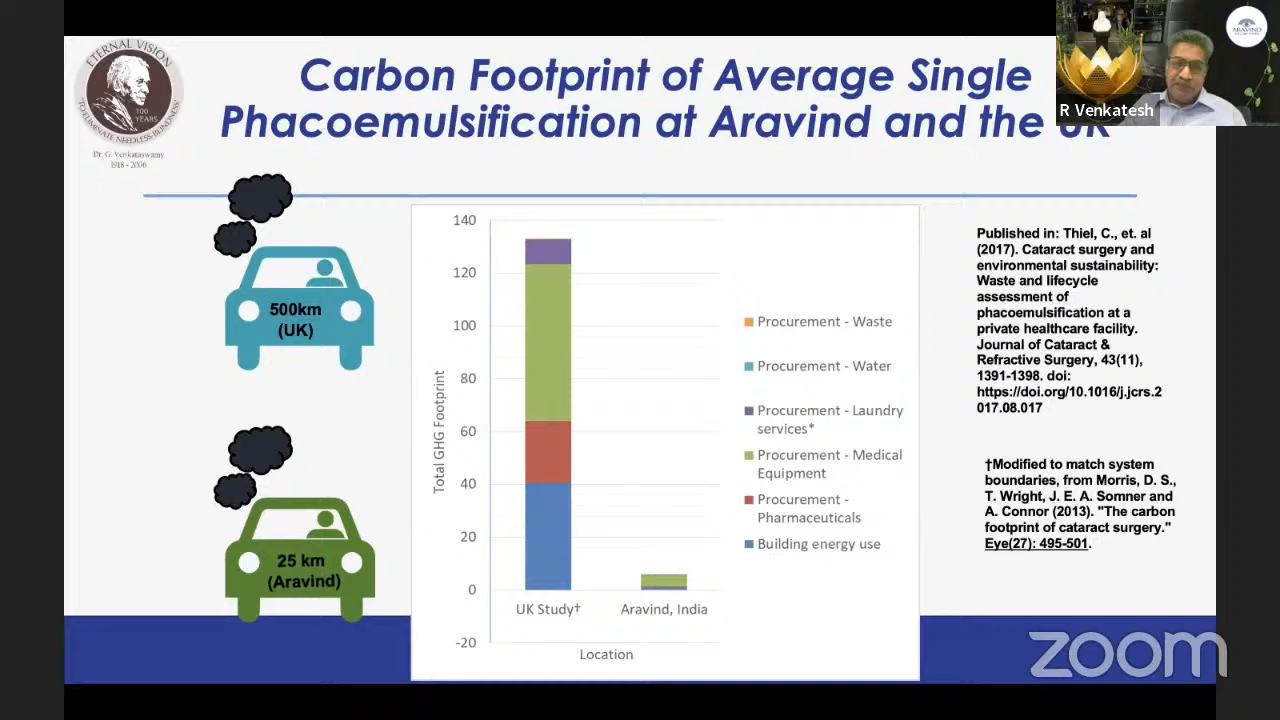 ETERNAL VISION
100
YEARS
"TO ELIMINATE NEEDLESS BLINDNESS"
Dr. G. Venkataswamy
1918 - 2006
Carbon Footprint of Average Single
Phacoemulsification at Aravind and the UK
R Venkatesh
ARAVIND
500km
(UK)
25 km
(Aravind)
Total GHG Footprint
140
120
100
80
60
40
20
0
-20
UK Study†
Aravind, India
Location
Procurement - Waste
Procurement - Water
Procurement - Laundry
services*
Procurement - Medical
Equipment
Procurement -
Pharmaceuticals
Building energy use
Published in: Thiel, C., et. al
(2017). Cataract surgery and
environmental sustainability:
Waste and lifecycle
assessment of
phacoemulsification at a
private healthcare facility.
Journal of Cataract &
Refractive Surgery, 43(11),
1391-1398. doi:
https://doi.org/10.1016/j.jcrs.2
017.08.017
†Modified to match system
boundaries, from Morris, D. S.,
T. Wright, J. E. A. Somner and
A. Connor (2013). "The carbon
footprint of cataract surgery."
Eye(27): 495-501.
zoom